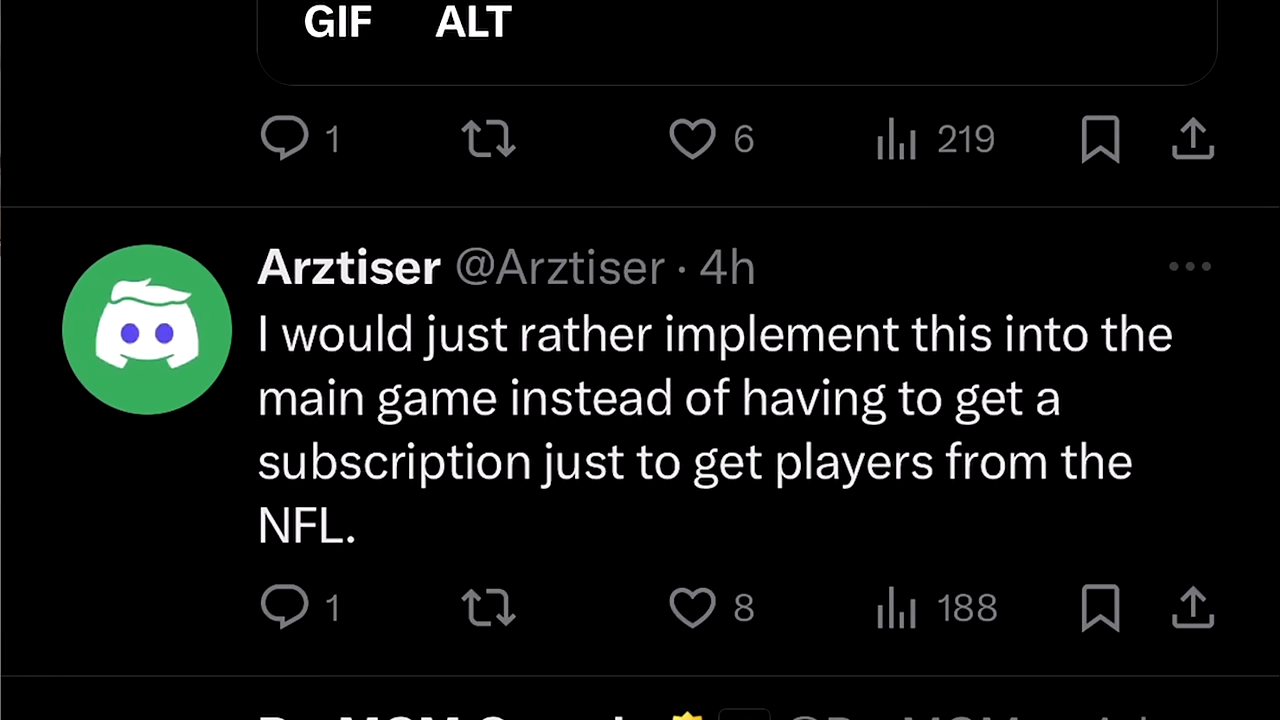 GIF ALT
1 6 219
Arztiser @Arztiser · 4h
I would just rather implement this into the
main game instead of having to get a
subscription just to get players from the
NFL.
1 8 188